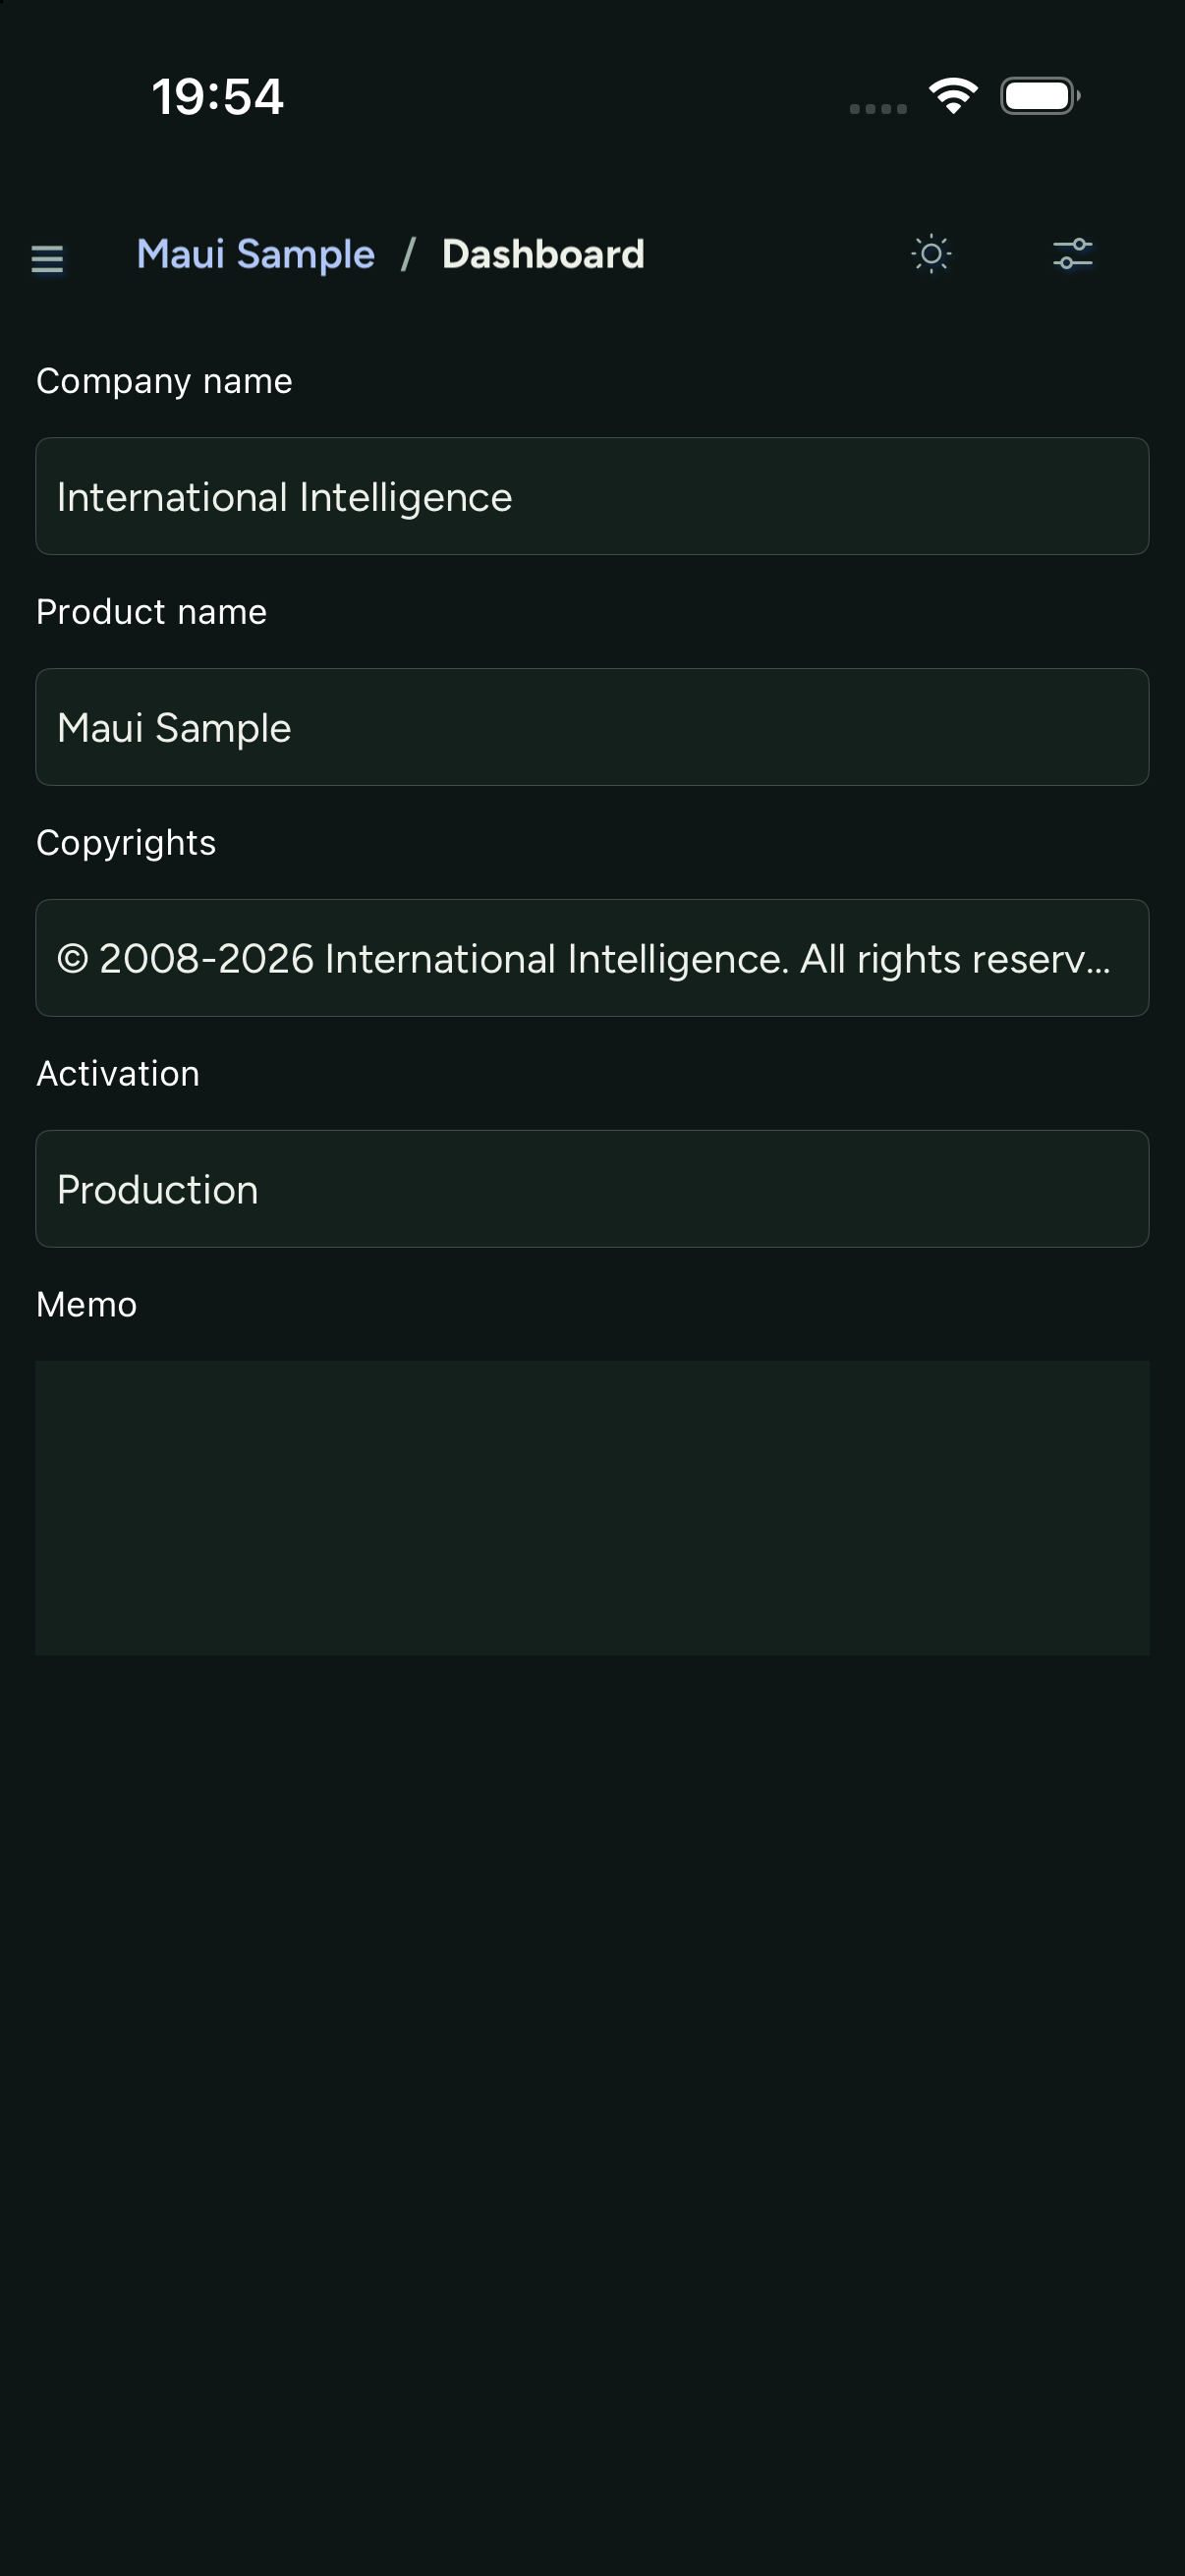 19:54
Maui Sample / Dashboard
Company name
International Intelligence
Product name
Maui Sample
Copyrights
© 2008-2026 International Intelligence. All rights reserv...
Activation
Production
Memo